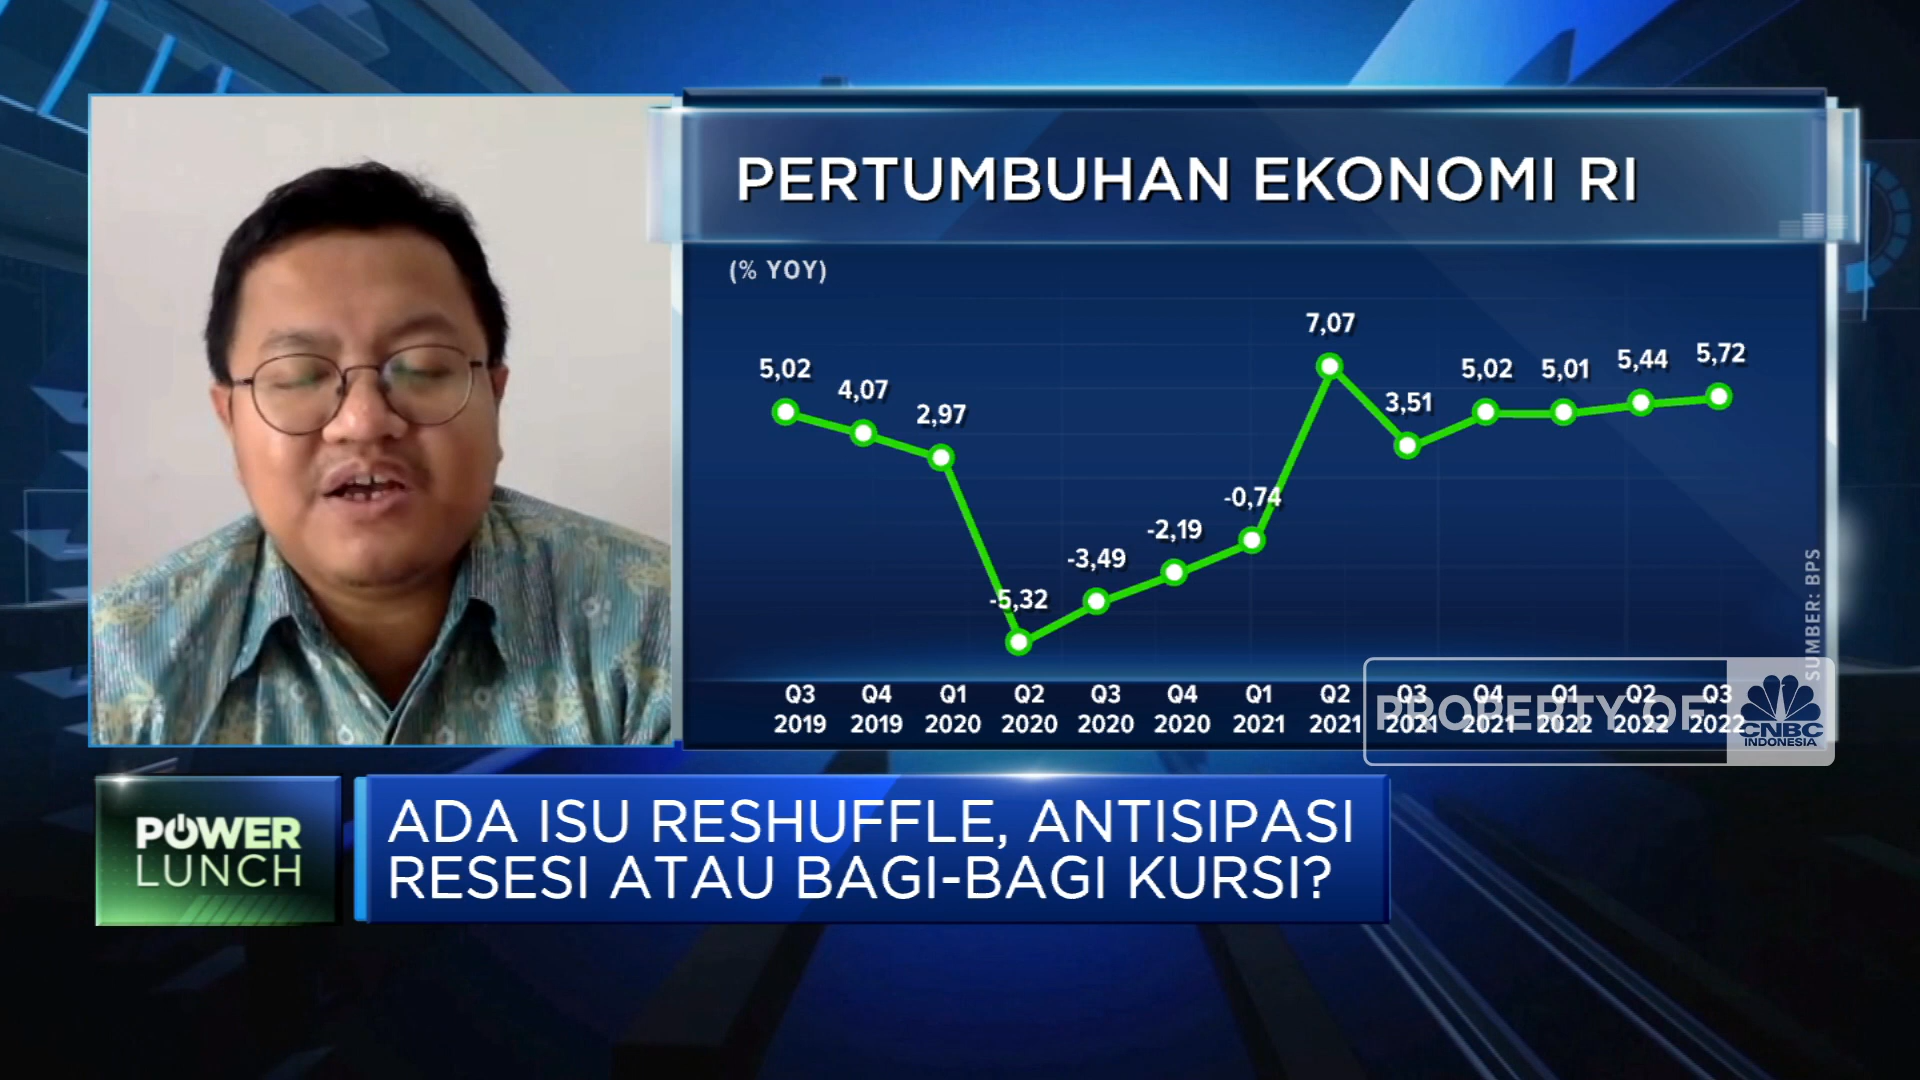 PERTUMBUHAN EKONOMI RI
(% YOY)
5,02
4,07
2,97
-5,32
-3,49
-2,19
-0,74
7,07
3,51
5,02
5,01
5,44
5,72
SUMBER: BPS
Q3 Q4 Q1 Q2 Q3 Q4 Q1 Q2 Q3 Q4 Q1 Q2 Q3
2019 2019 2020 2020 2020 2020 2021 2021 2021 2021 2022 2022 2022
PROPERTY OF
CNBC
INDONESIA
POWER
LUNCH
ADA ISU RESHUFFLE, ANTISIPASI
RESESI ATAU BAGI-BAGI KURSI?